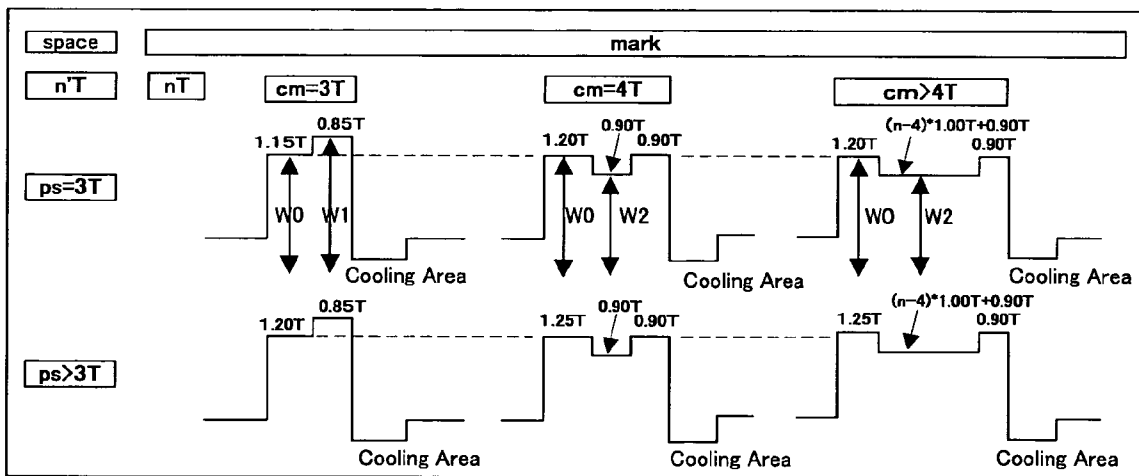 space
mark
n'T
nT
cm=3T
cm=4T
cm>4T
ps=3T
1.15T
0.85T
1.20T
0.90T
0.90T
1.20T
(n-4)*1.00T+0.90T
0.90T
W0
W1
W0
W2
W0
W2
Cooling Area
Cooling Area
Cooling Area
ps>3T
1.20T
0.85T
1.25T
0.90T
0.90T
1.25T
(n-4)*1.00T+0.90T
0.90T
Cooling Area
Cooling Area
Cooling Area